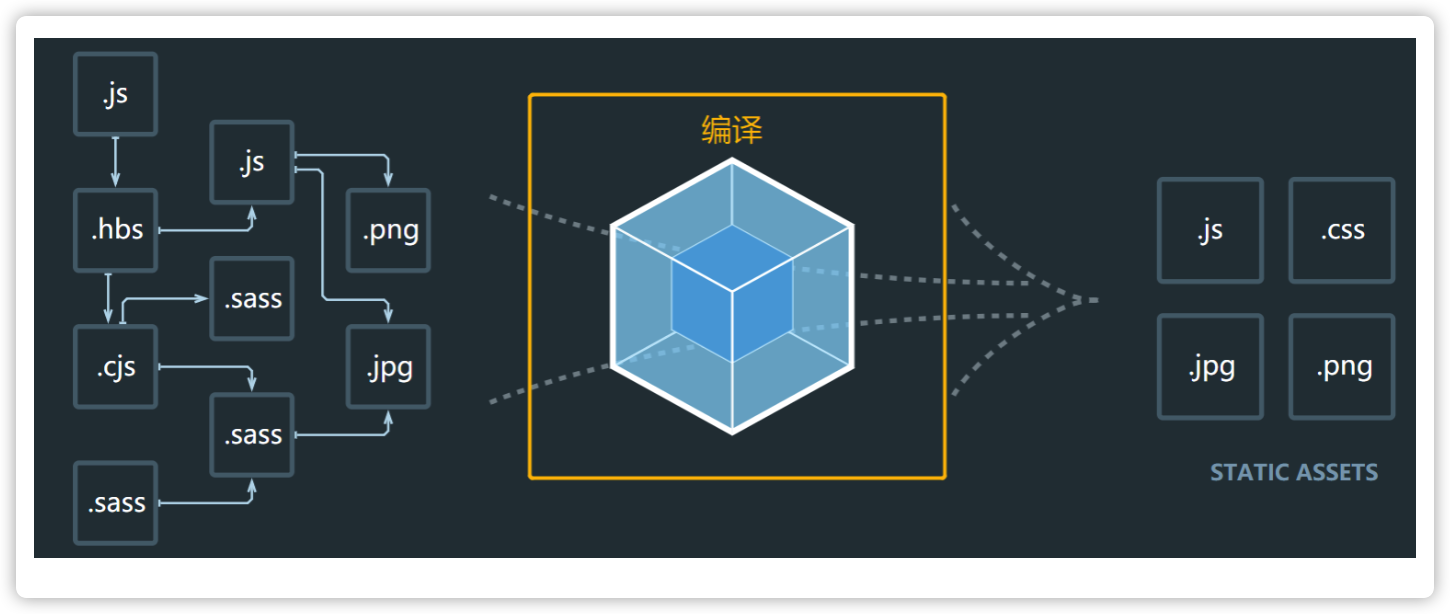 .js
.js
.hbs
.png
.sass
.cjs
.jpg
.sass
.sass
编译
.js
.css
.jpg
.png
STATIC ASSETS